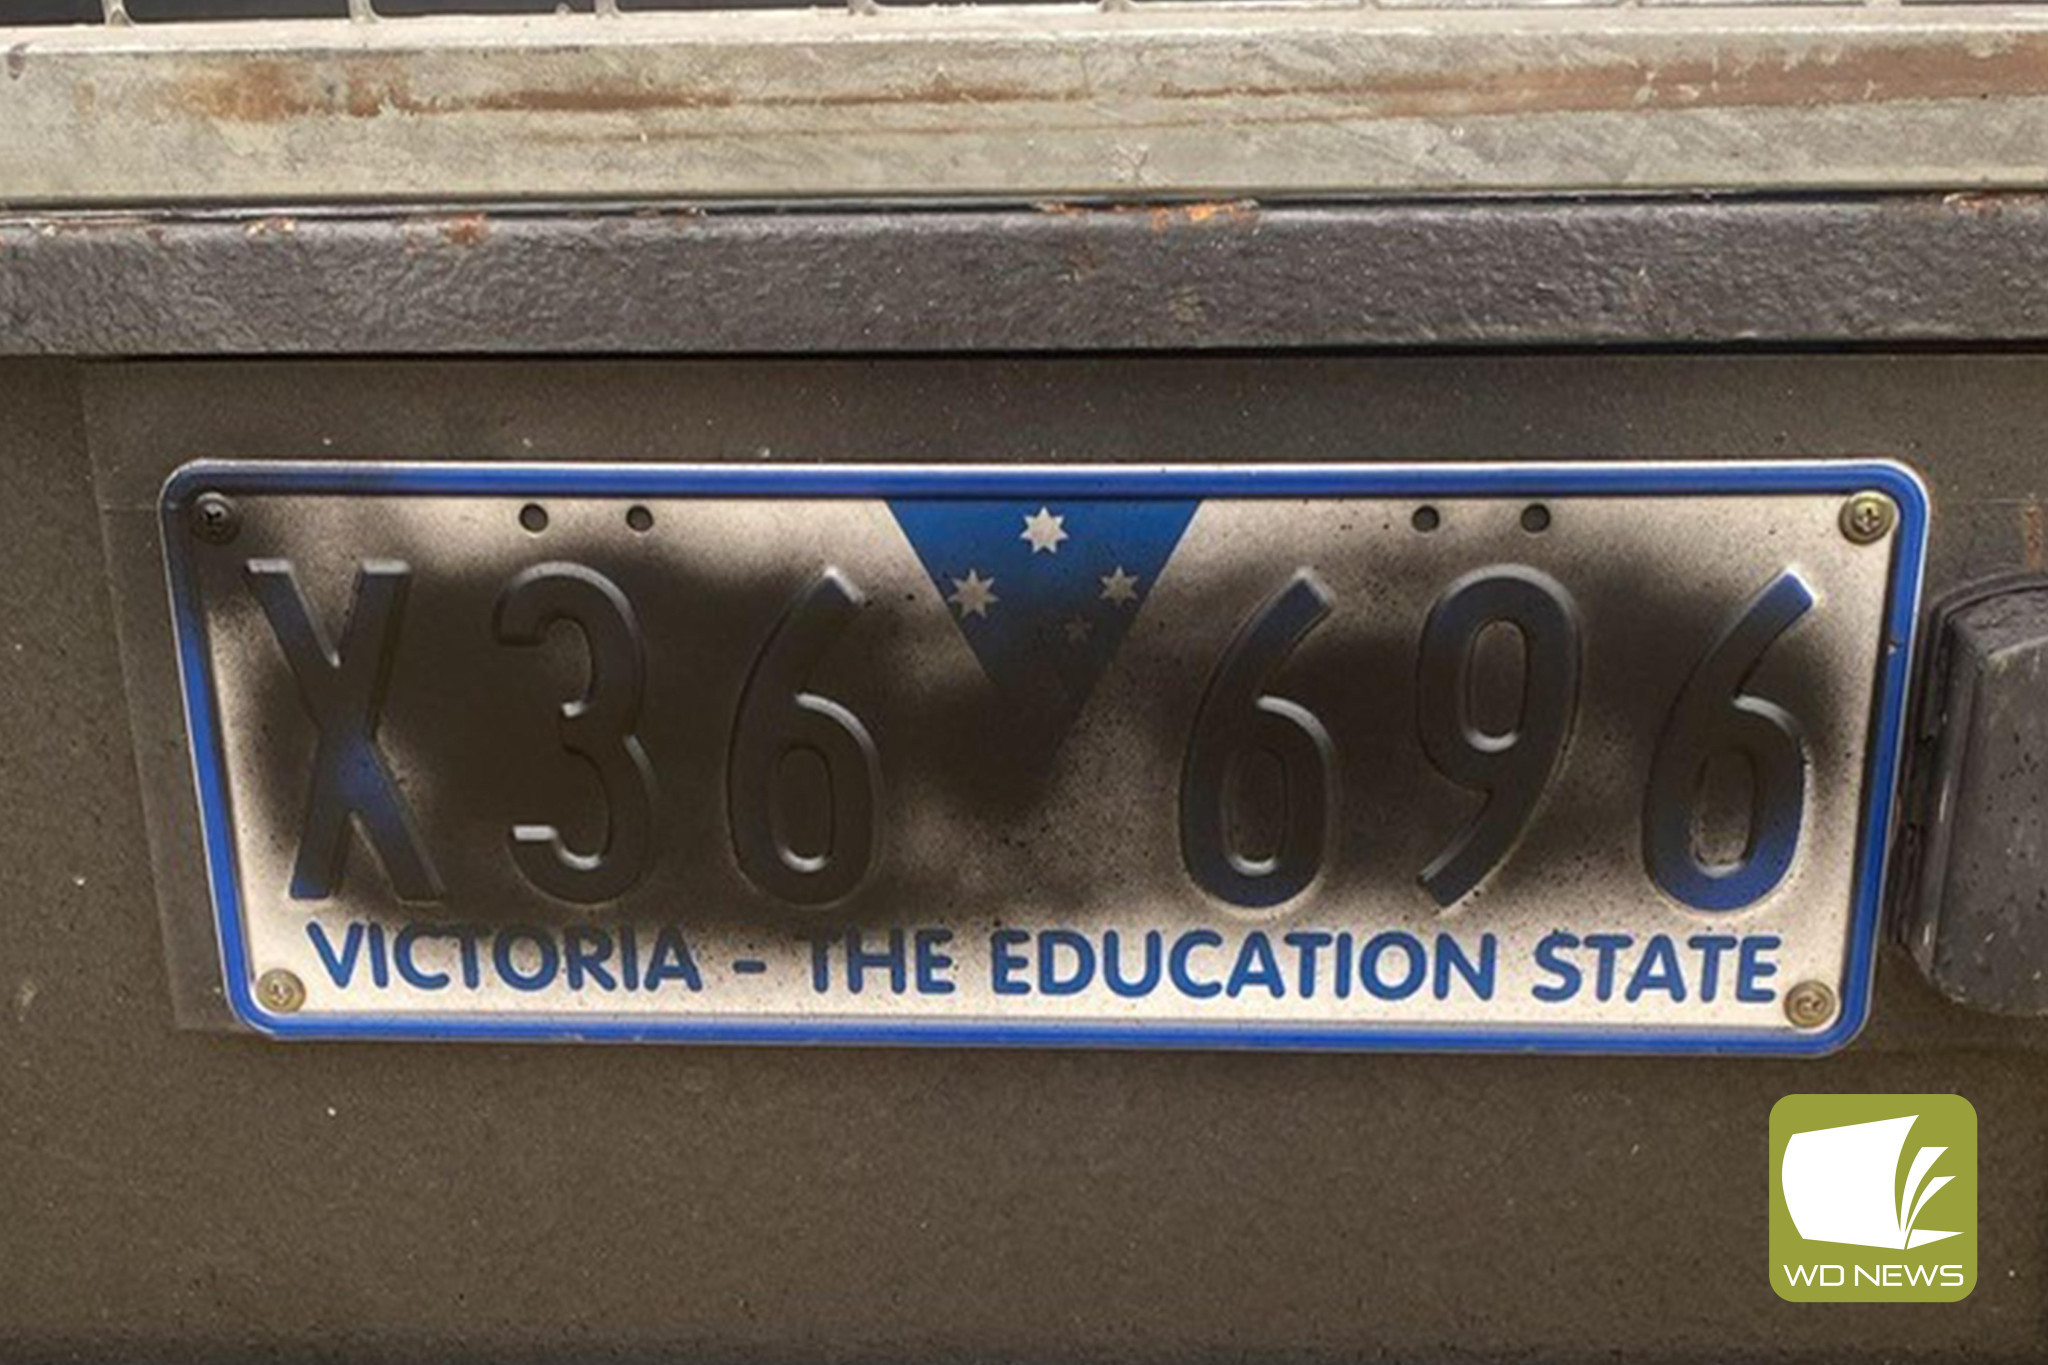 X36 696
VICTORIA - THE EDUCATION STATE
WD NEWS